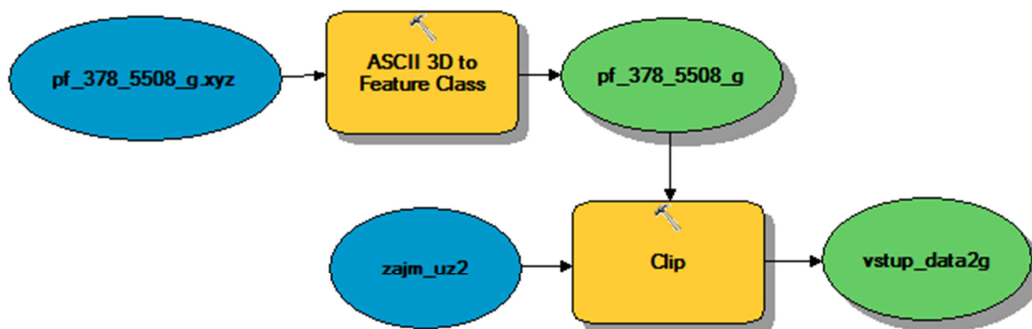 pf_378_5508_g.xyz
ASCII 3D to
Feature Class
pf_378_5508_g
zajm_uz2
Clip
vstup_data2g